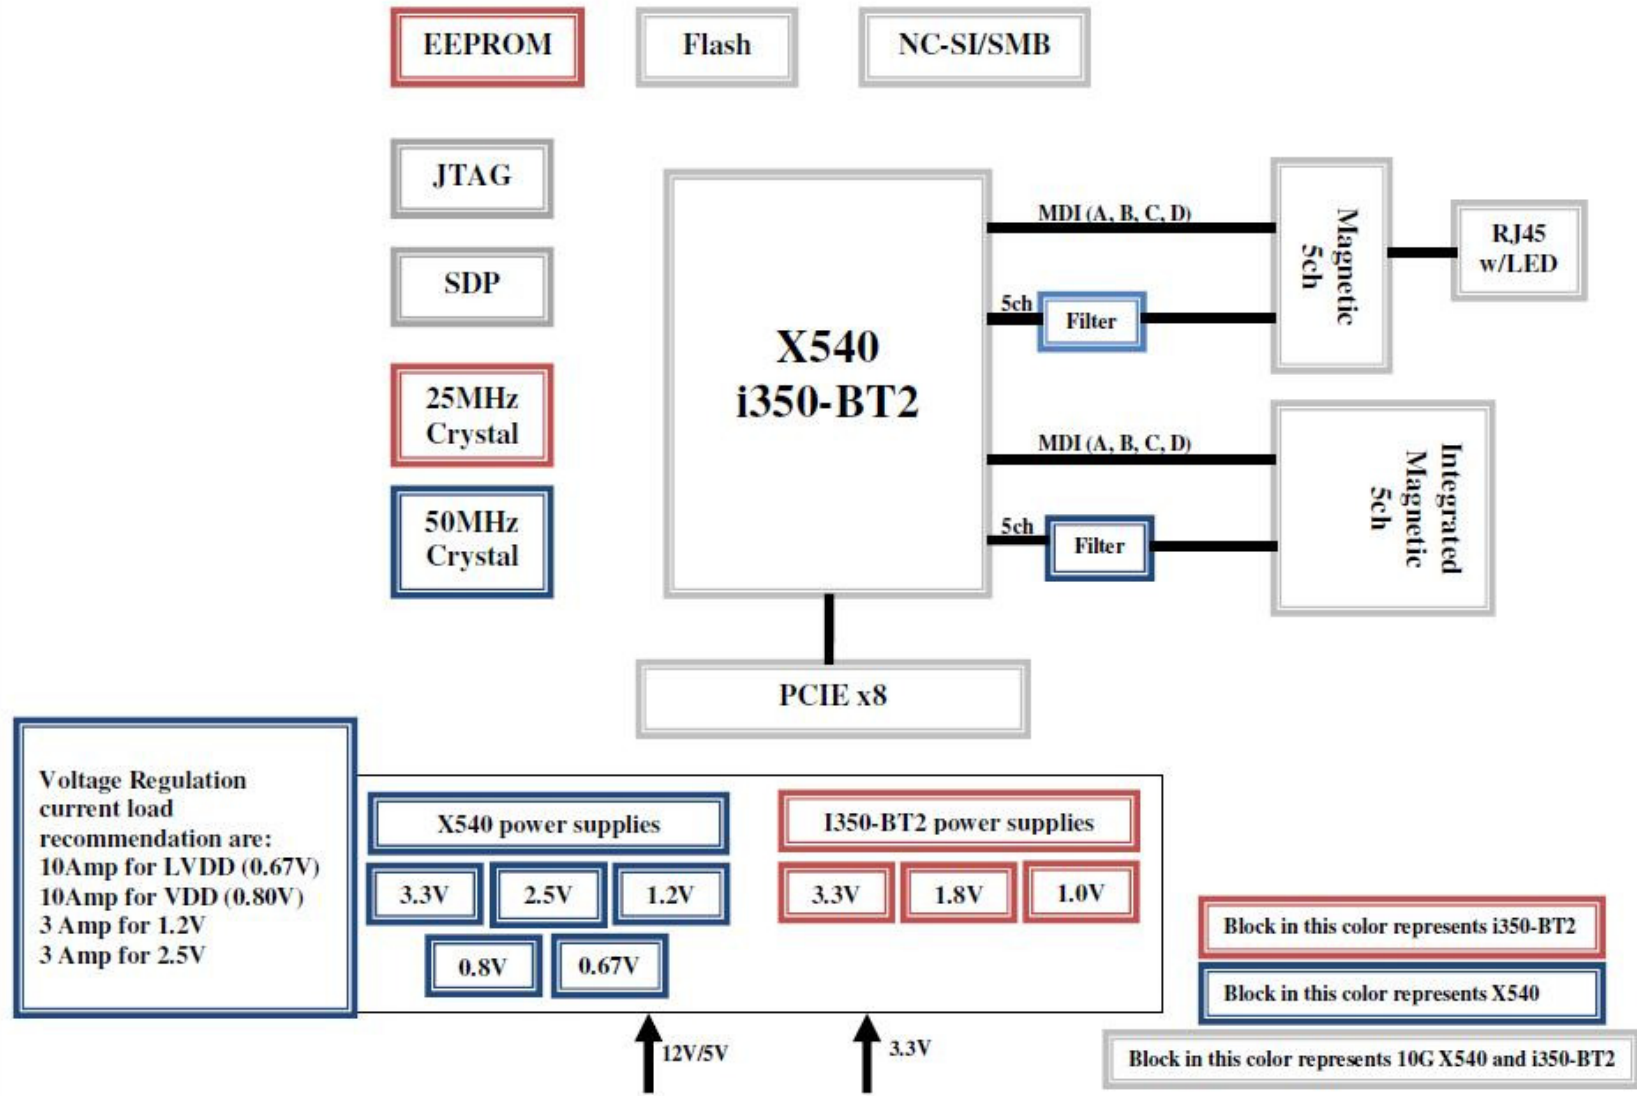 EEPROM
Flash
NC-SI/SMB
JTAG
SDP
25MHz
Crystal
50MHz
Crystal
X540
i350-BT2
MDI (A, B, C, D)
5ch
Filter
Magnetic
5ch
RJ45
w/LED
MDI (A, B, C, D)
5ch
Filter
Integrated
Magnetic
5ch
PCIE x8
Voltage Regulation
current load
recommendation are:
10Amp for LVDD (0.67V)
10Amp for VDD (0.80V)
3 Amp for 1.2V
3 Amp for 2.5V
X540 power supplies
3.3V
2.5V
1.2V
0.8V
0.67V
I350-BT2 power supplies
3.3V
1.8V
1.0V
12V/5V
3.3V
Block in this color represents i350-BT2
Block in this color represents X540
Block in this color represents 10G X540 and i350-BT2